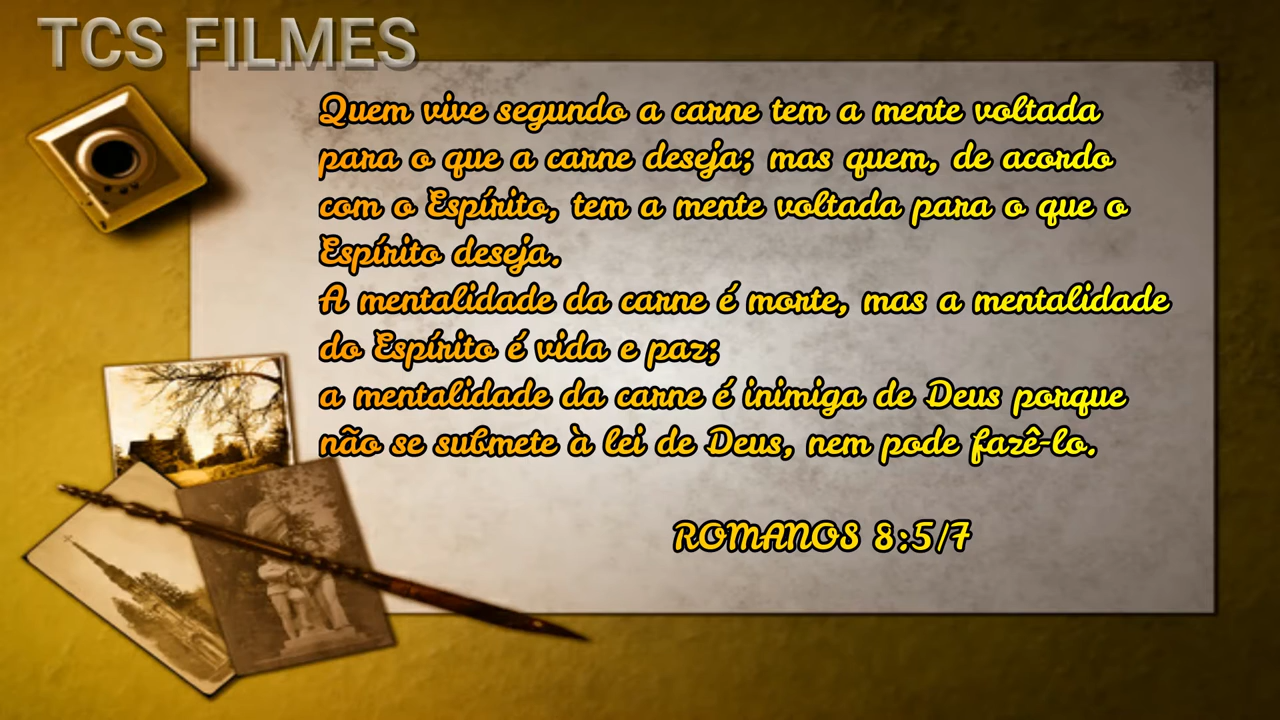 TCS FILMES
Quem vive segundo a carne tem a mente voltada
para o que a carne deseja; mas quem, de acordo
com o Espírito, tem a mente voltada para o que o
Espírito deseja.
A mentalidade da carne é morte, mas a mentalidade
do Espírito é vida e paz;
a mentalidade da carne é inimiga de Deus porque
não se submete à lei de Deus, nem pode fazê-lo.
ROMANOS 8:5/7